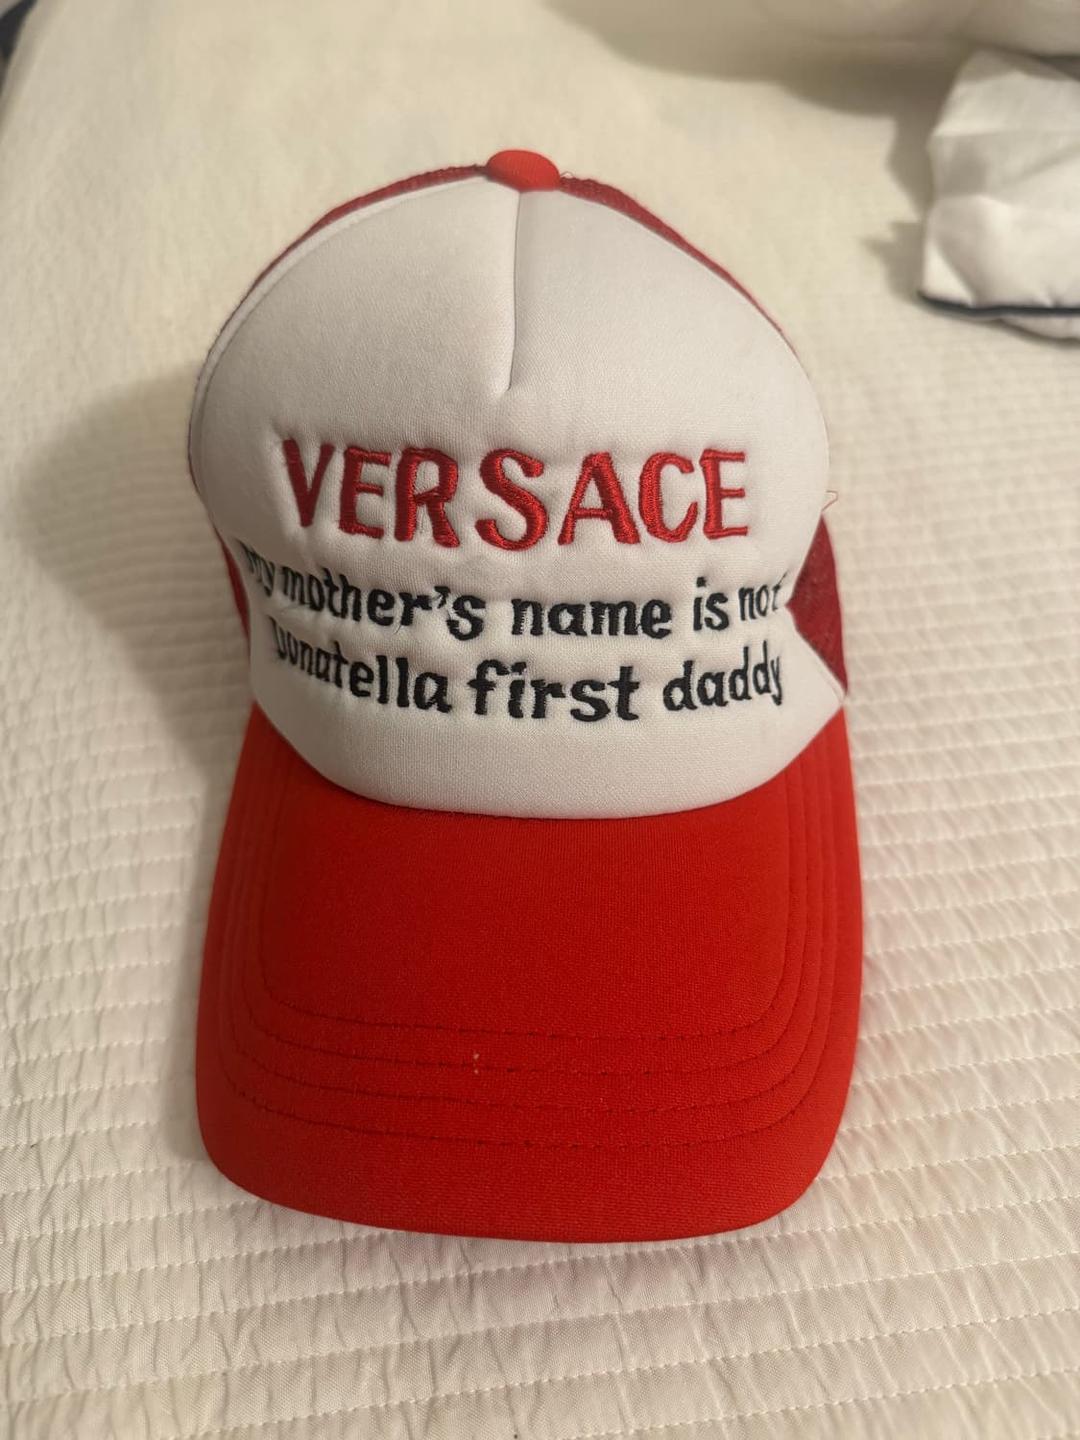 VERSACE
My mother's name is not
Donatella first daddy